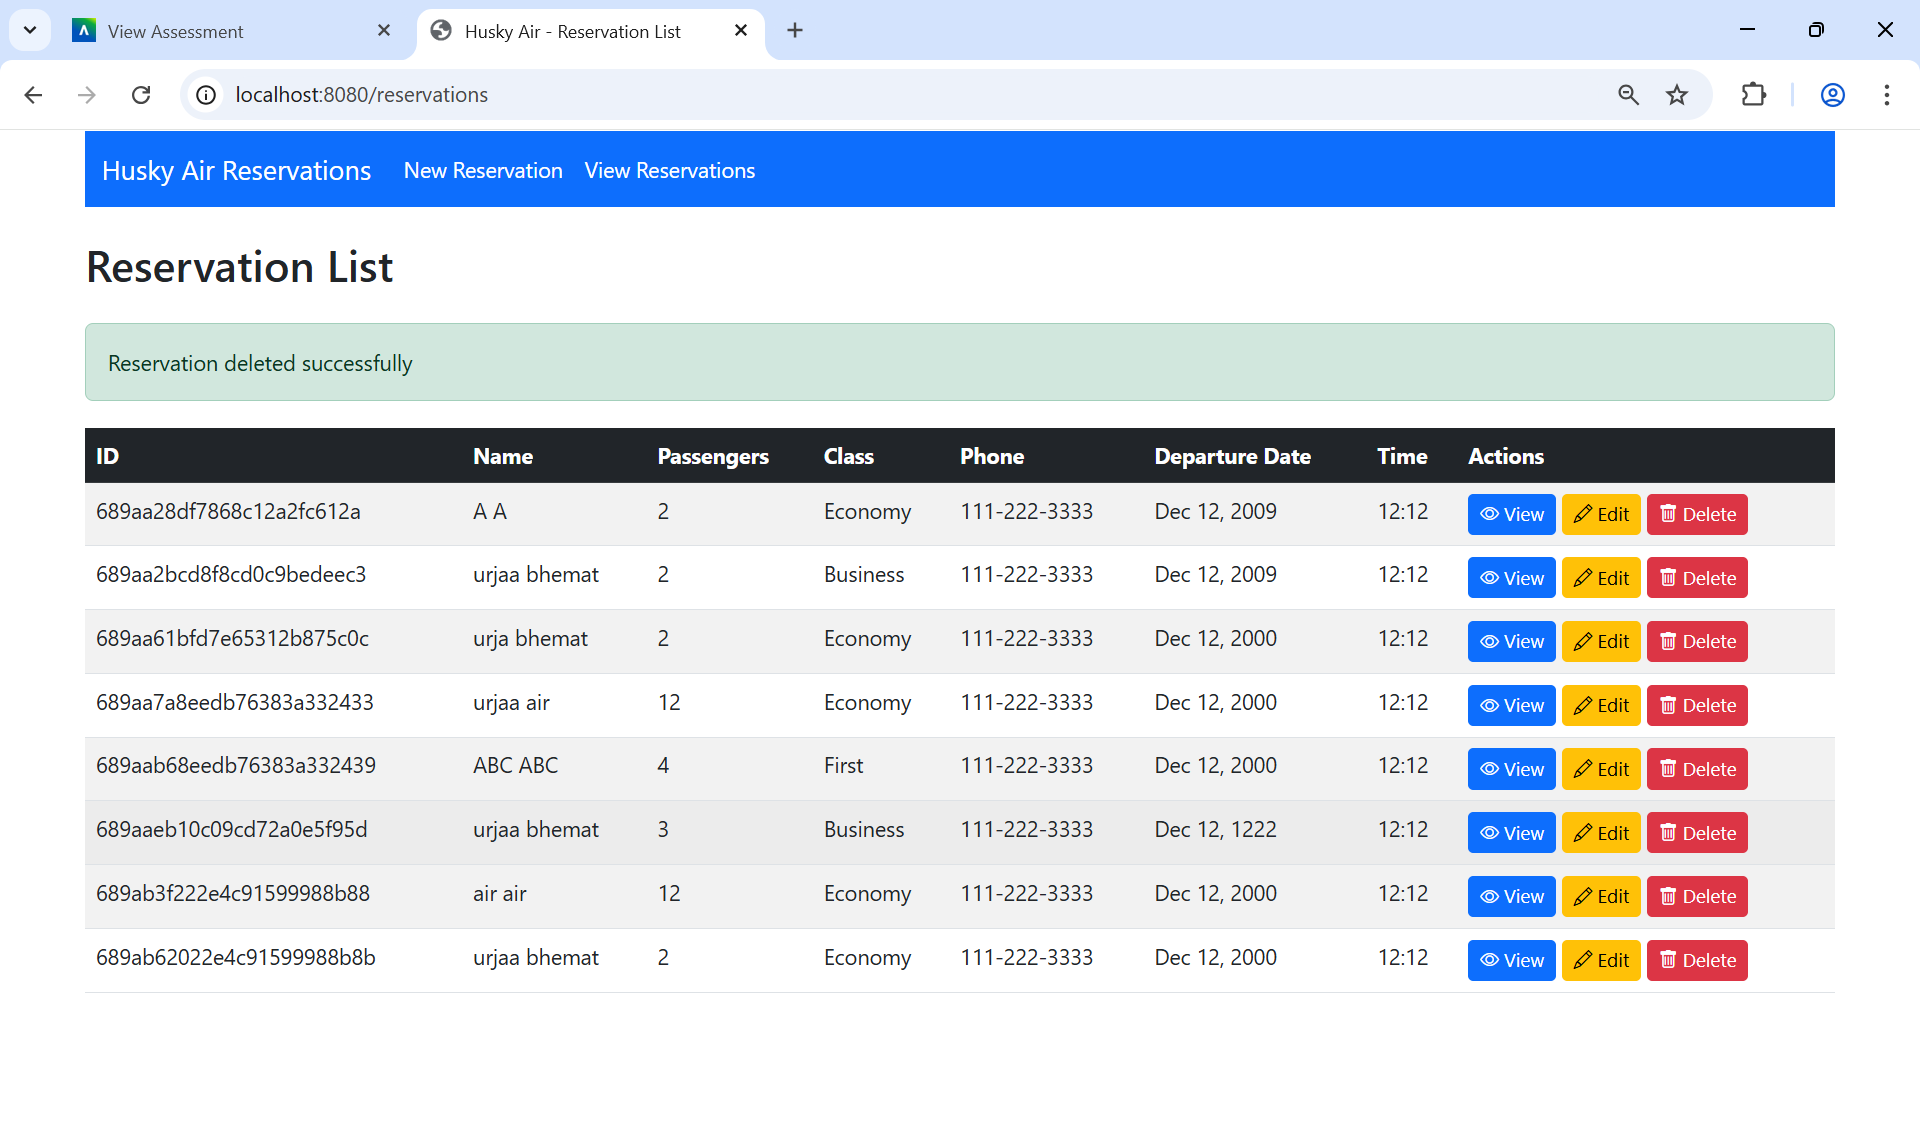 View Assessment
Husky Air - Reservation List
localhost:8080/reservations
Husky Air Reservations New Reservation View Reservations
Reservation List
Reservation deleted successfully
ID Name Passengers Class Phone Departure Date Time Actions
689aa28df7868c12a2fc612a A A 2 Economy 111-222-3333 Dec 12, 2009 12:12 View Edit Delete
689aa2bcd8f8cd0c9bedeec3 urjaa bhemat 2 Business 111-222-3333 Dec 12, 2009 12:12 View Edit Delete
689aa61bfd7e65312b875c0c urja bhemat 2 Economy 111-222-3333 Dec 12, 2000 12:12 View Edit Delete
689aa7a8eedb76383a332433 urjaa air 12 Economy 111-222-3333 Dec 12, 2000 12:12 View Edit Delete
689aab68eedb76383a332439 ABC ABC 4 First 111-222-3333 Dec 12, 2000 12:12 View Edit Delete
689aaeb10c09cd72a0e5f95d urjaa bhemat 3 Business 111-222-3333 Dec 12, 1222 12:12 View Edit Delete
689ab3f222e4c91599988b88 air air 12 Economy 111-222-3333 Dec 12, 2000 12:12 View Edit Delete
689ab62022e4c91599988b8b urjaa bhemat 2 Economy 111-222-3333 Dec 12, 2000 12:12 View Edit Delete